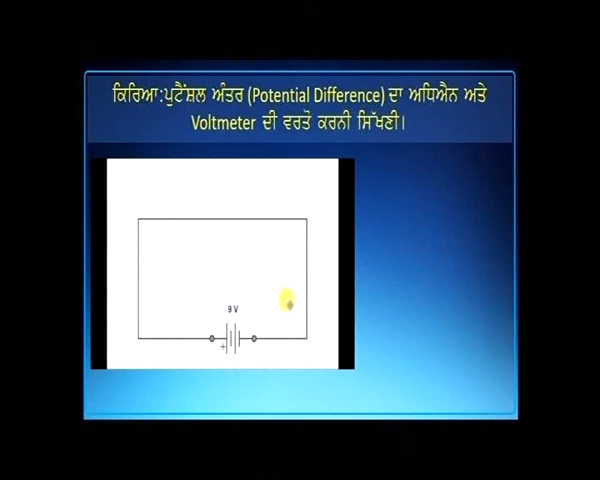 ਕਿਰਿਆ:ਪੁਟੈਂਸ਼ਲ ਅੰਤਰ (Potential Difference) ਦਾ ਅਧਿਐਨ ਅਤੇ
Voltmeter ਦੀ ਵਰਤੋ ਕਰਨੀ ਸਿੱਖਣੀ।
9 V
+